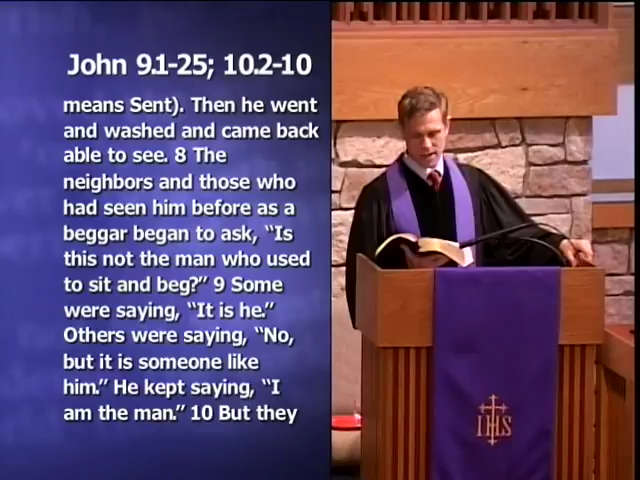 John 9.1-25; 10.2-10
means Sent). Then he went
and washed and came back
able to see. 8 The
neighbors and those who
had seen him before as a
beggar began to ask, “Is
this not the man who used
to sit and beg?” 9 Some
were saying, “It is he.”
Others were saying, “No,
but it is someone like
him.” He kept saying, “I
am the man.” 10 But they
IHS